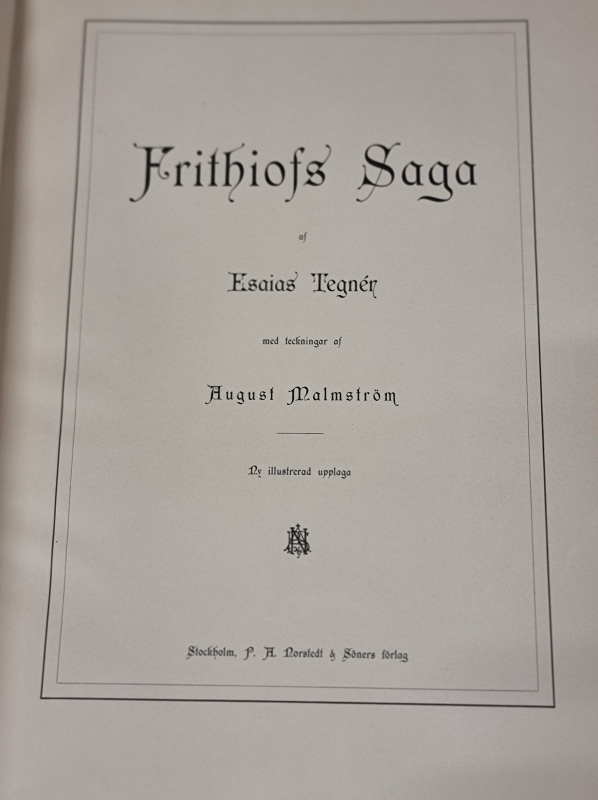 Frithiofs Saga
af
Esaias Tegnér
med teckningar af
August Malmström
Ny illustrerad upplaga
Stockholm, P. A. Norstedt & Söners förlag